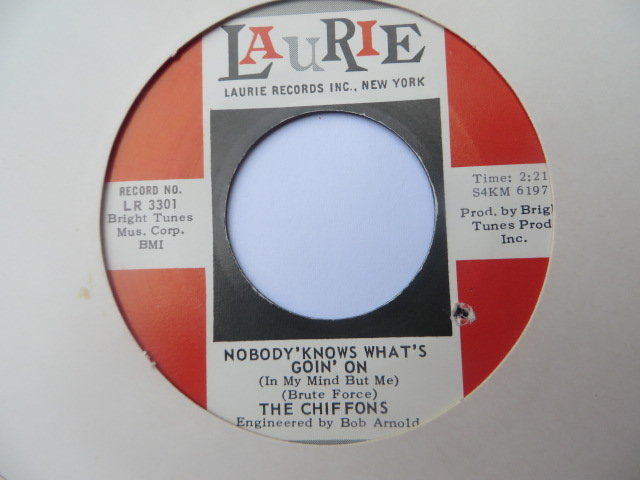 LAURIE
LAURIE RECORDS INC., NEW YORK
RECORD NO.
LR 3301
Bright Tunes
Mus. Corp.
BMI
Time: 2:21
S4KM 6197
Prod. by Brigh
Tunes Prod
Inc.
NOBODY'KNOWS WHAT'S
GOIN' ON
(In My Mind But Me)
(Brute Force)
THE CHIFFONS
Engineered by Bob Arnold